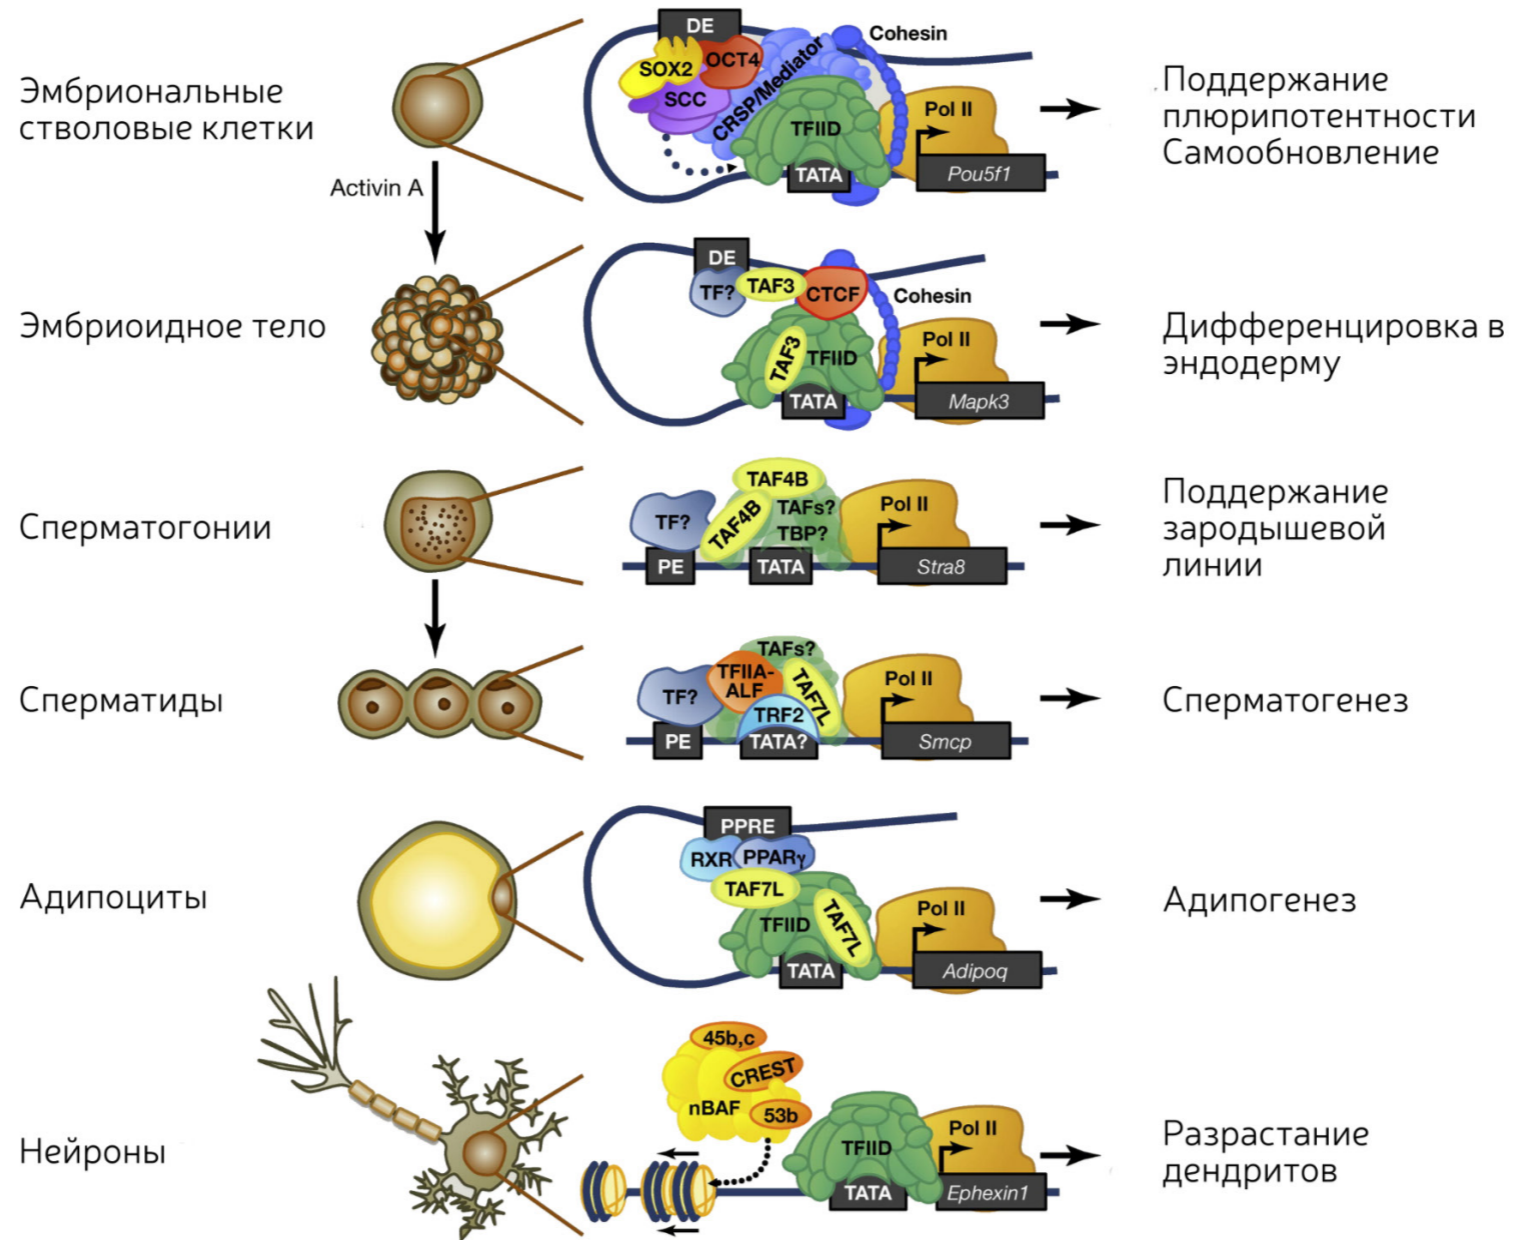 DE
Cohesin
SOX2
OCT4
SCC
CRSP/Mediator
TFIID
Pol II
TATA
Pou5f1
Эмбриональные
стволовые клетки
Поддержание
плюрипотентности
Самообновление
Activin A
DE
TF?
TAF3
CTCF
Cohesin
TAF3
TFIID
Pol II
TATA
Mapk3
Эмбриоидное тело
Дифференцировка в
эндодерму
TAF4B
TF?
TAF4B
TAFs?
TBP?
Pol II
PE
TATA
Stra8
Сперматогонии
Поддержание
зародышевой
линии
TAFs?
TF?
TFIIA-
ALF
TAF7L
TRF2
Pol II
PE
TATA?
Smcp
Сперматиды
Сперматогенез
PPRE
RXR
PPARγ
TAF7L
TFIID
TAF7L
Pol II
TATA
Adipoq
Адипоциты
Адипогенез
45b,c
CREST
nBAF
53b
TFIID
Pol II
TATA
Ephexin1
Нейроны
Разрастание
дендритов